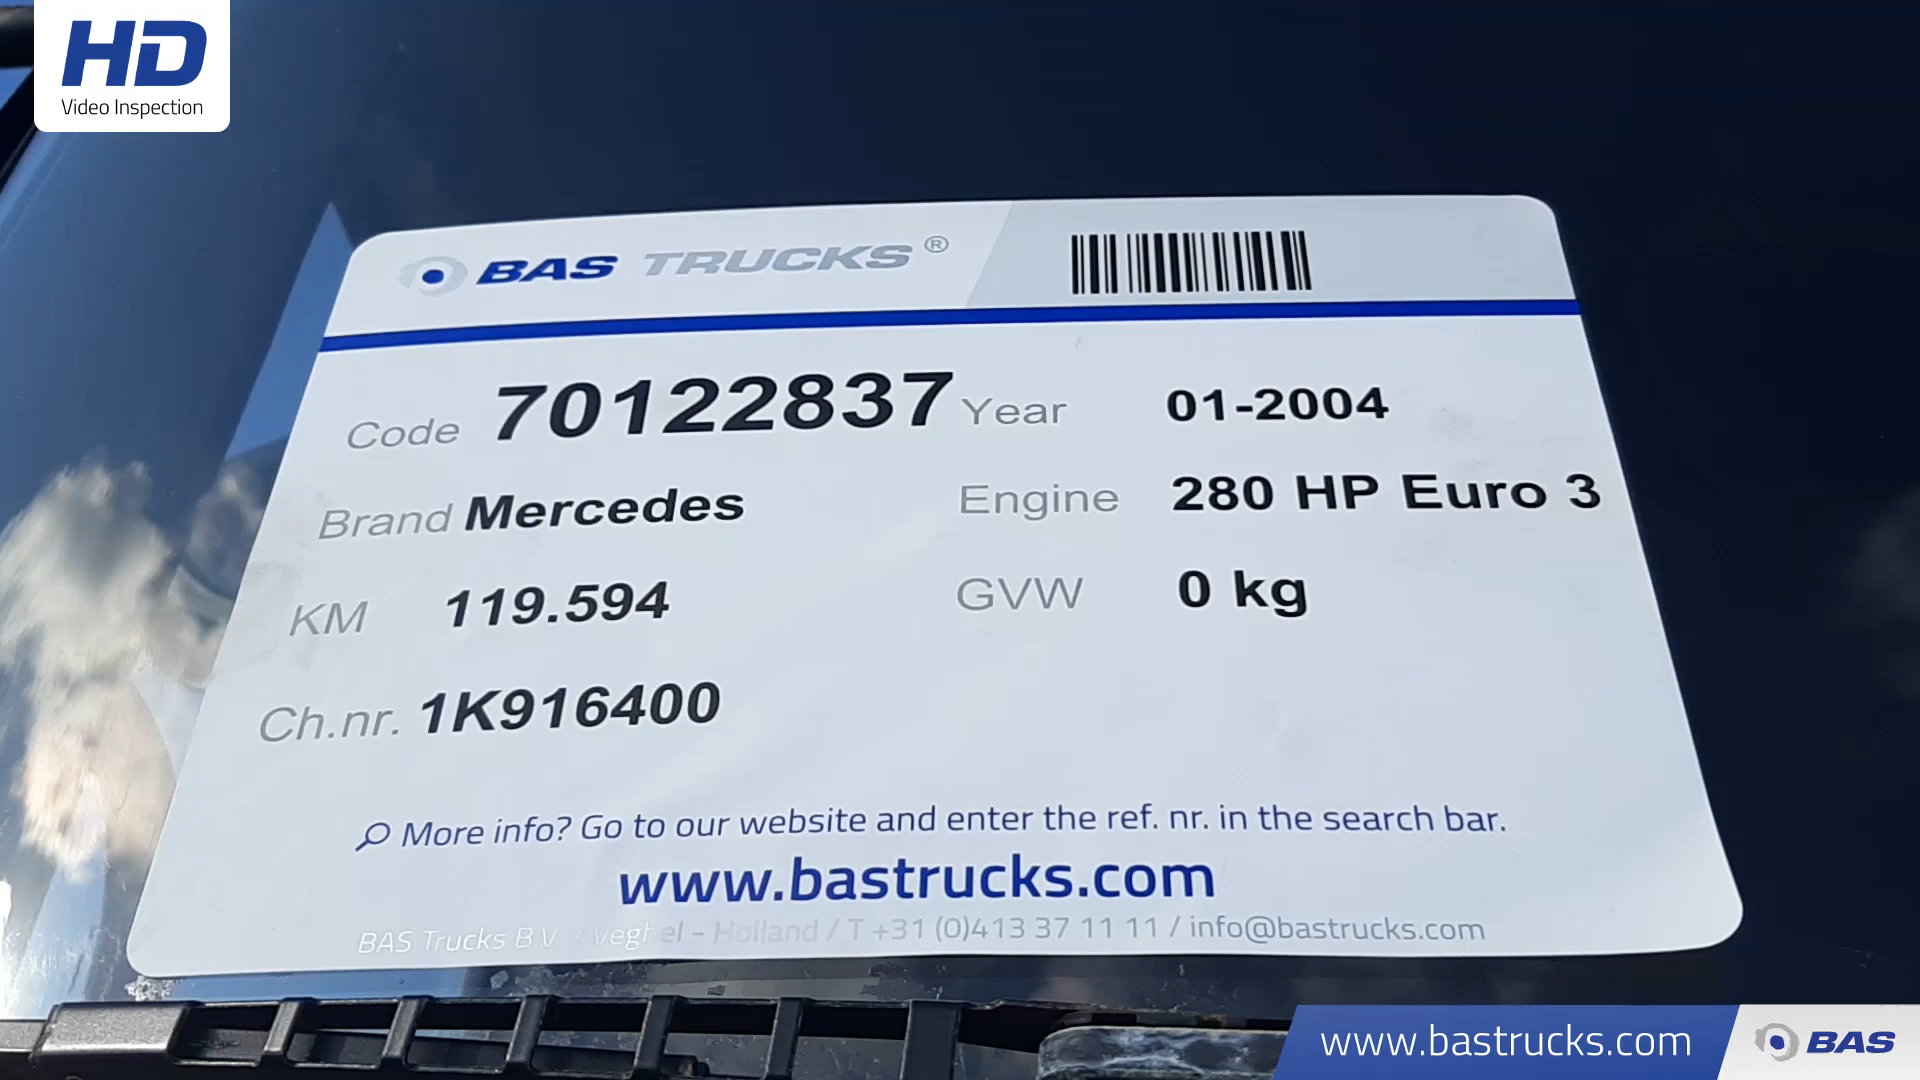 HD
Video Inspection
BAS TRUCKS®
Code 70122837 Year 01-2004
Brand Mercedes Engine 280 HP Euro 3
KM 119.594 GVW 0 kg
Ch.nr. 1K916400
More info? Go to our website and enter the ref. nr. in the search bar.
www.bastrucks.com
BAS Trucks B.V. / Veghel - Holland / T +31 (0)413 37 11 11 / info@bastrucks.com
www.bastrucks.com BAS